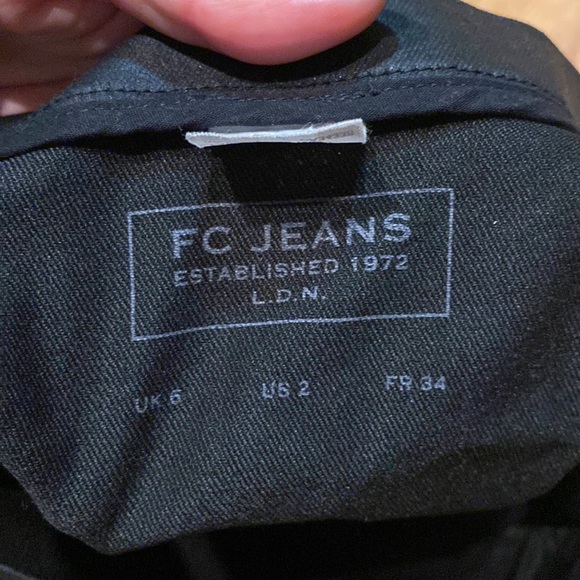 FC JEANS
ESTABLISHED 1972
L.D.N.
UK 6 US 2 FR 34